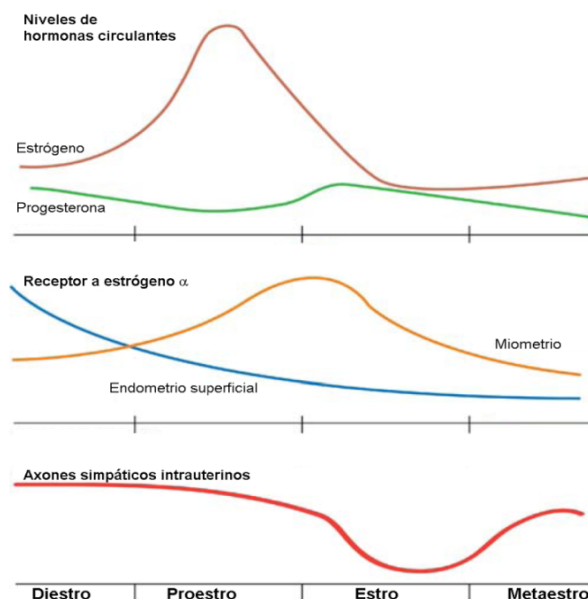 Niveles de
hormonas circulantes
Estrógeno
Progesterona
Receptor a estrógeno α
Miometrio
Endometrio superficial
Axones simpáticos intrauterinos
Diestro Proestro Estro Metaestro